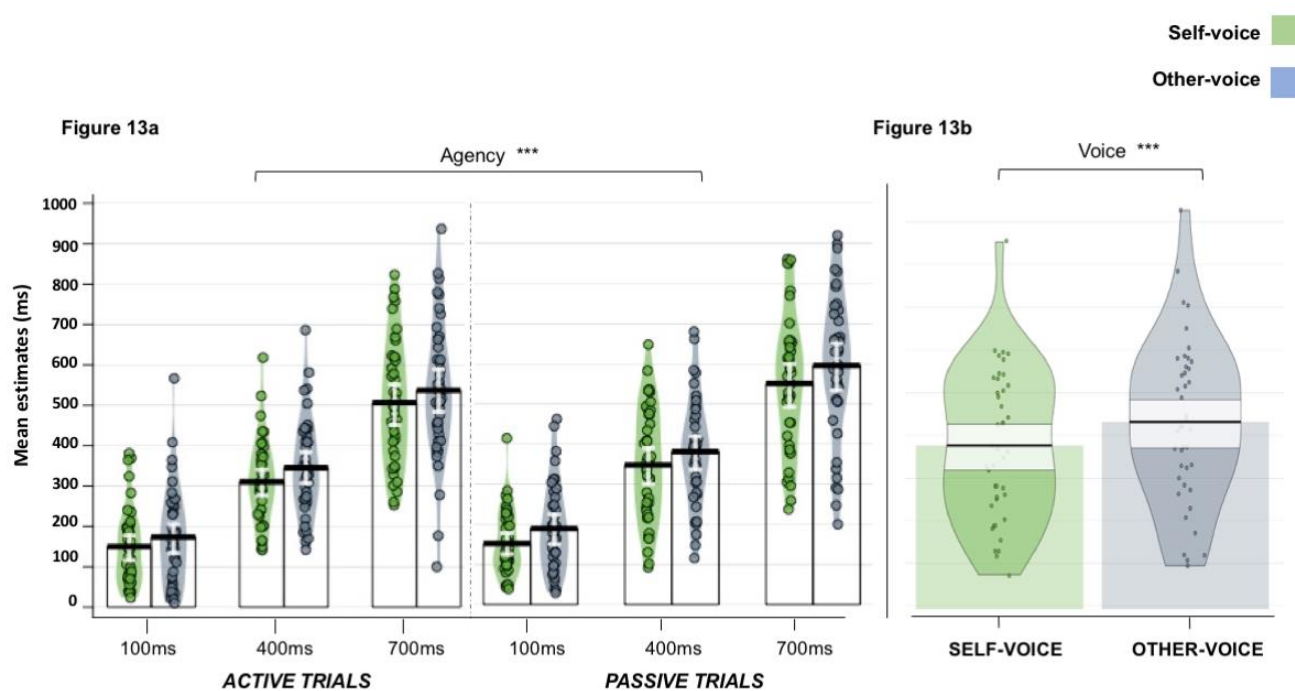 Self-voice
Other-voice
Figure 13a
Figure 13b
Agency ***
Voice ***
Mean estimates (ms)
1000
900
800
700
600
500
400
300
200
100
0
100ms 400ms 700ms 100ms 400ms 700ms
ACTIVE TRIALS PASSIVE TRIALS
SELF-VOICE OTHER-VOICE